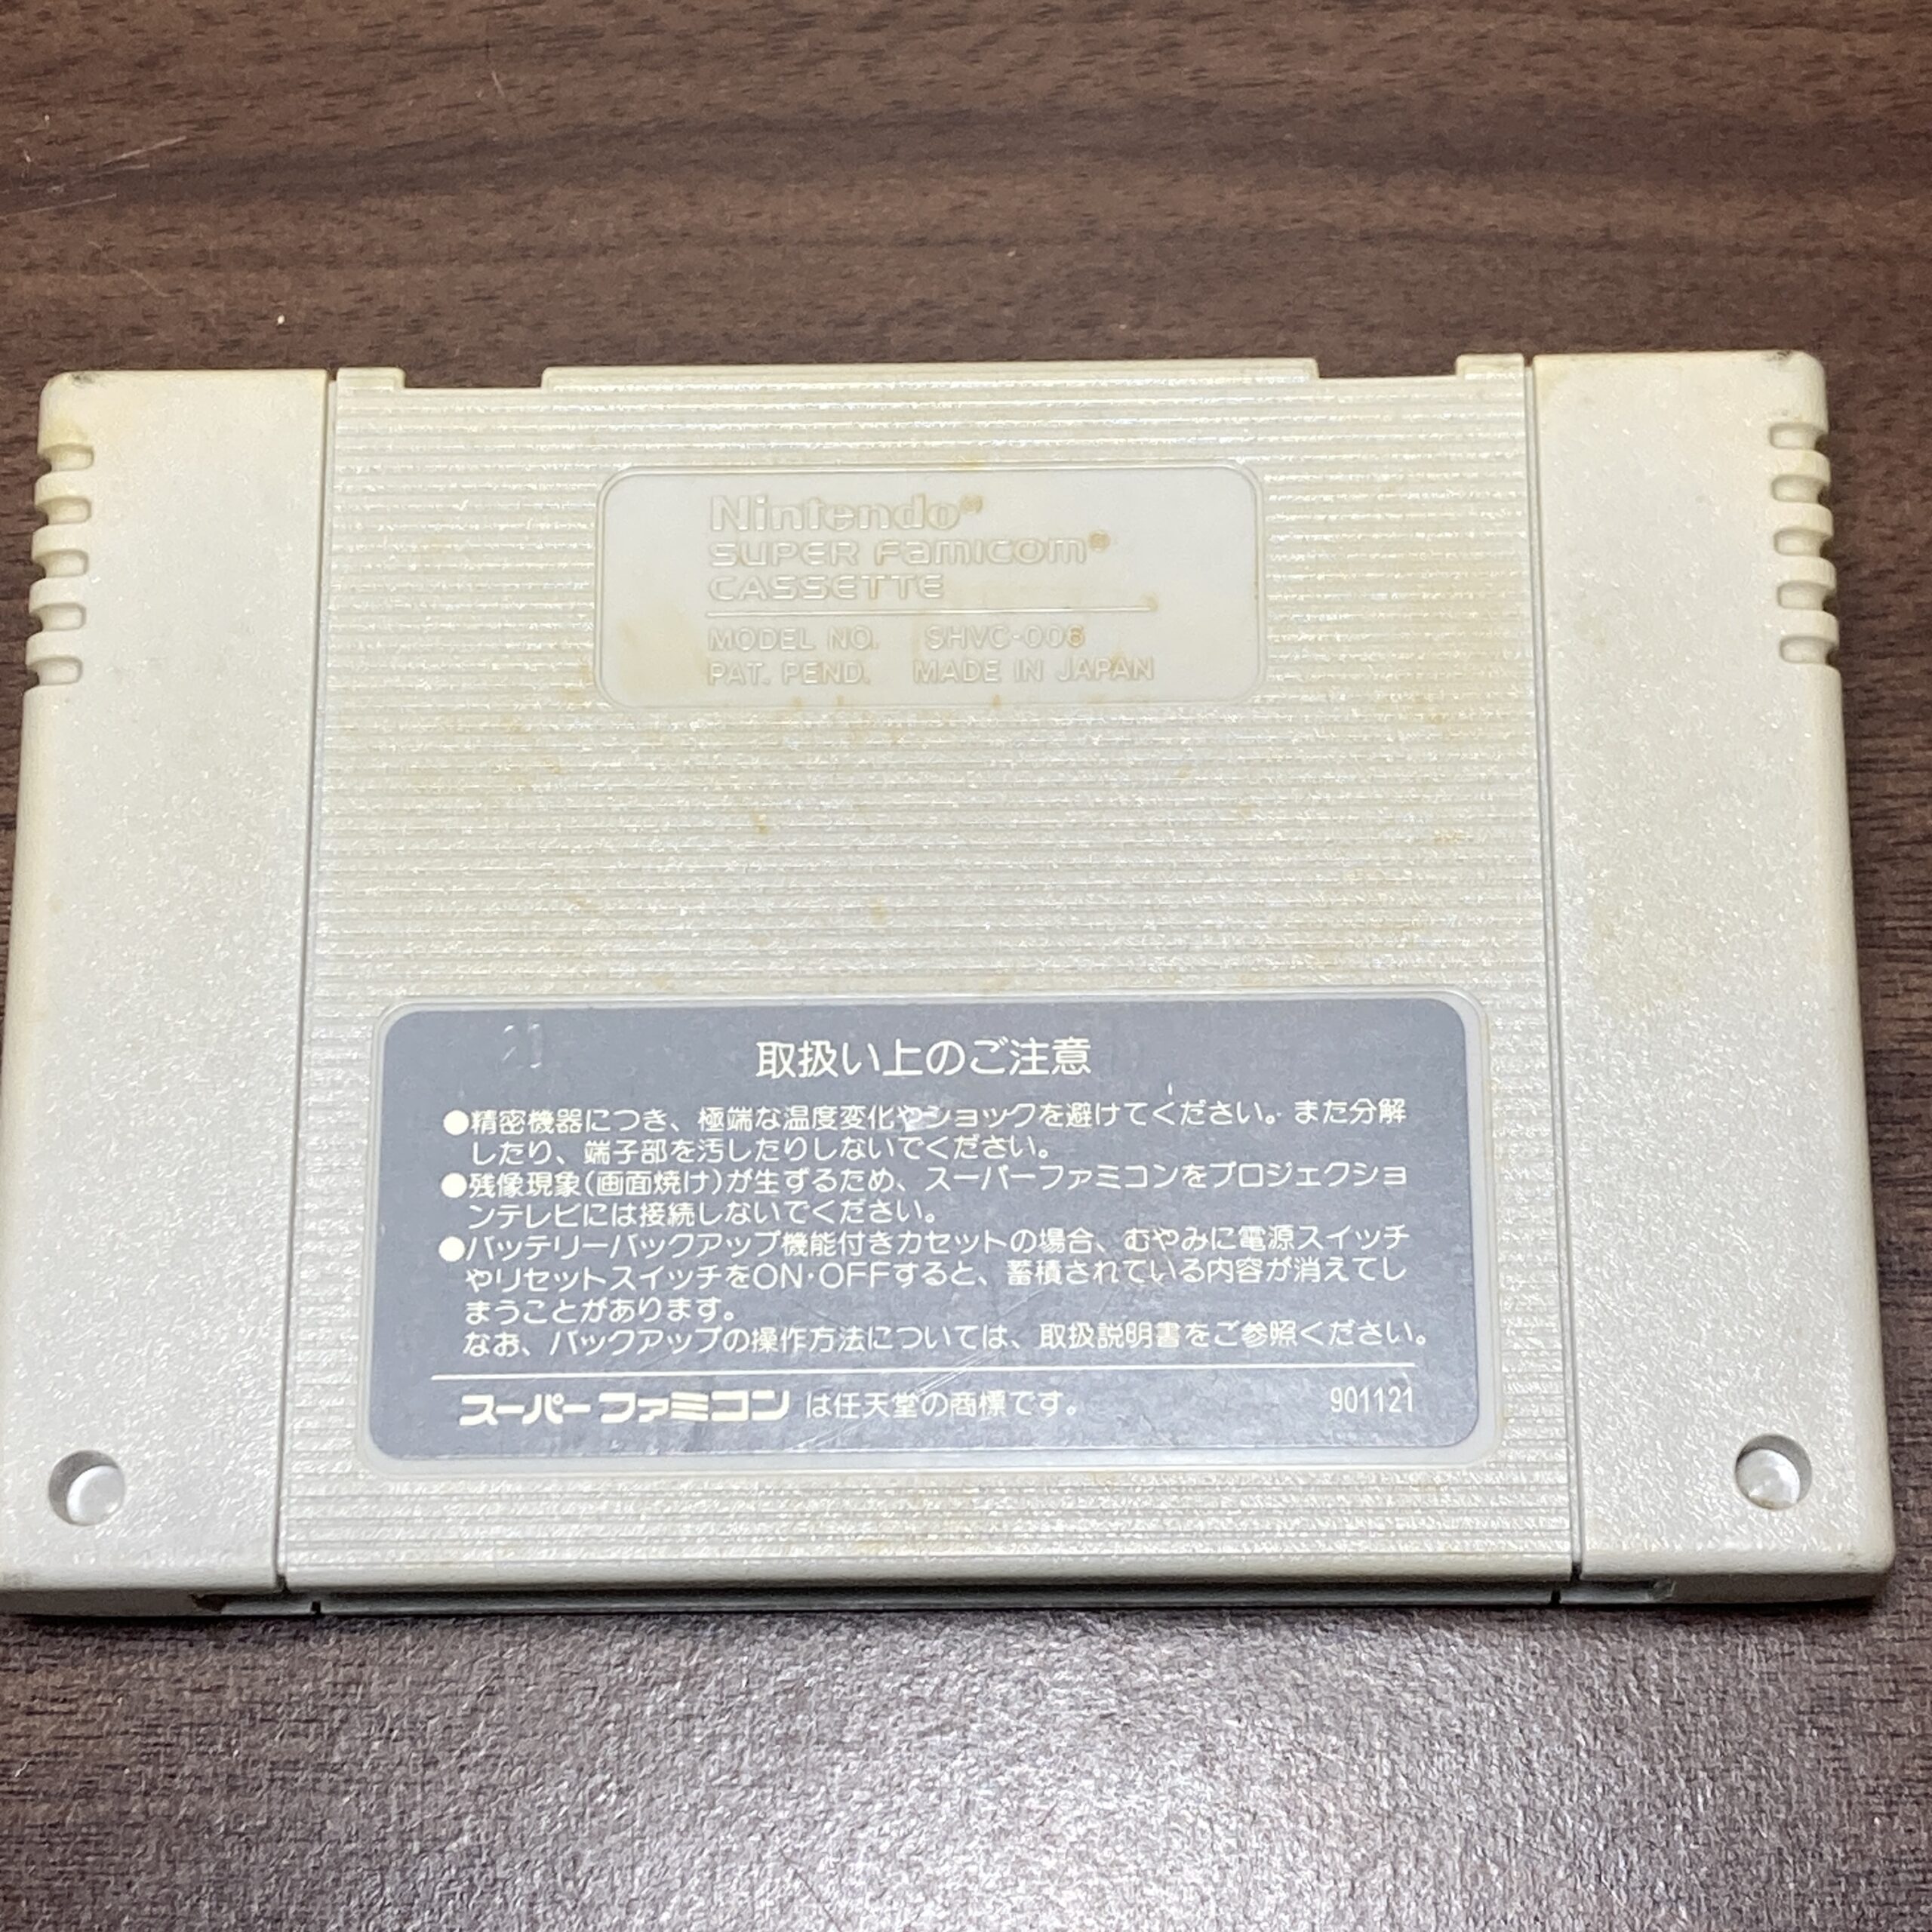 Nintendo®
SUPER FAMICOM®
CASSETTE
MODEL NO. SHVC-006
PAT. PEND. MADE IN JAPAN
取扱い上のご注意
●精密機器につき、極端な温度変化やショックを避けてください。また分解
したり、端子部を汚したりしないでください。
●残像現象(画面焼け)が生ずるため、スーパーファミコンをプロジェクショ
ンテレビには接続しないでください。
●バッテリーバックアップ機能付きカセットの場合、むやみに電源スイッチ
やリセットスイッチをON・OFFすると、蓄積されている内容が消えてし
まうことがあります。
なお、バックアップの操作方法については、取扱説明書をご参照ください。
スーパーファミコン は任天堂の商標です。 901121